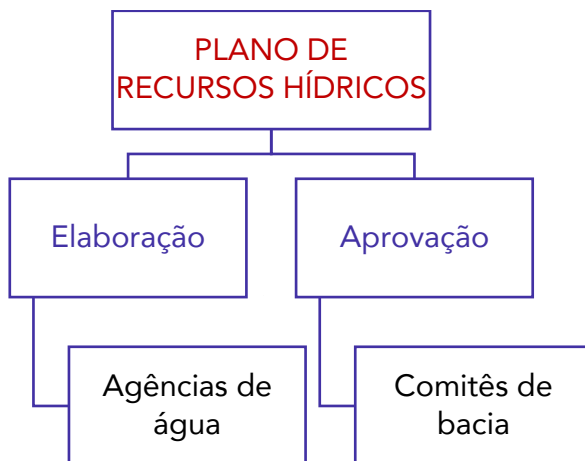 PLANO DE
RECURSOS HÍDRICOS
Elaboração
Aprovação
Agências de
água
Comitês de
bacia